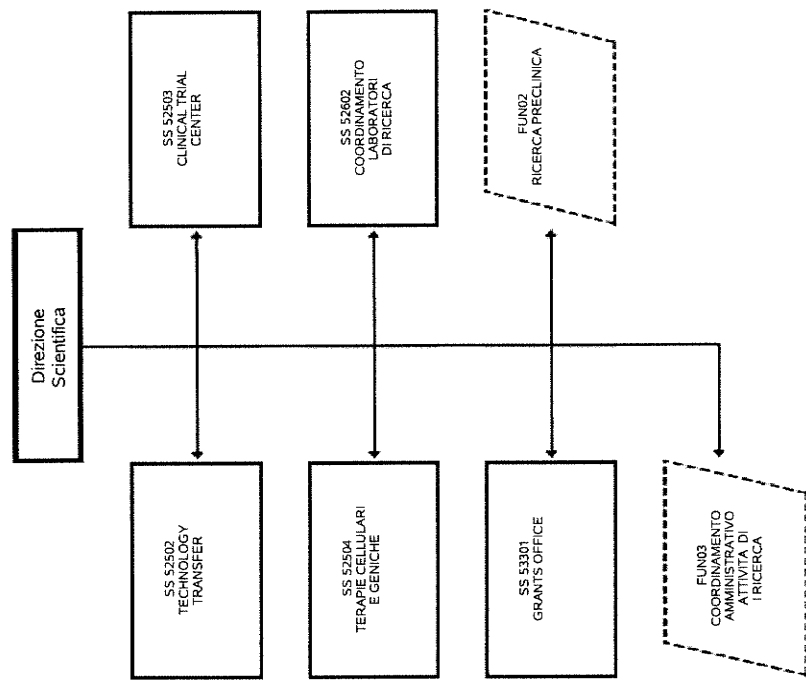 Direzione
Scientifica
SS 52502
TECHNOLOGY
TRANSFER
SS 52503
CLINICAL TRIAL
CENTER
SS 52504
TERAPIE CELLULARI
E GENICHE
SS 52602
COORDINAMENTO
LABORATORI
DI RICERCA
SS 53301
GRANTS OFFICE
FUN02
RICERCA PRECLINICA
FUN03
COORDINAMENTO
AMMINISTRATIVO
ATTIVITA DI
I RICERCA